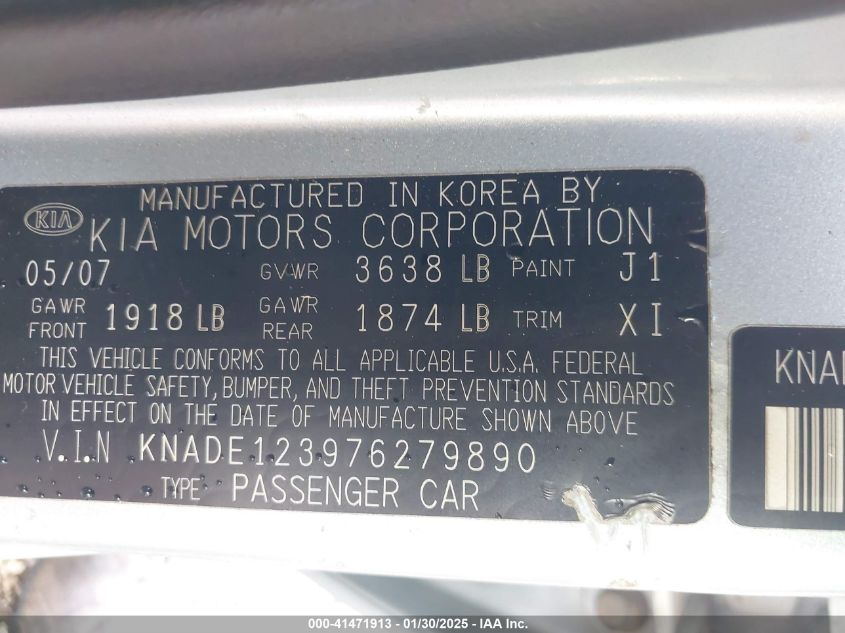 MANUFACTURED IN KOREA BY
KIA KIA MOTORS CORPORATION
05/07 GVWR 3638 LB PAINT J1
GAWR FRONT 1918 LB GAWR REAR 1874 LB TRIM XI
THIS VEHICLE CONFORMS TO ALL APPLICABLE U.S.A. FEDERAL
MOTOR VEHICLE SAFETY, BUMPER, AND THEFT PREVENTION STANDARDS
IN EFFECT ON THE DATE OF MANUFACTURE SHOWN ABOVE
V.I.N KNADE123976279890
TYPE PASSENGER CAR
KNA
000-41471913 - 01/30/2025 - IAA Inc.